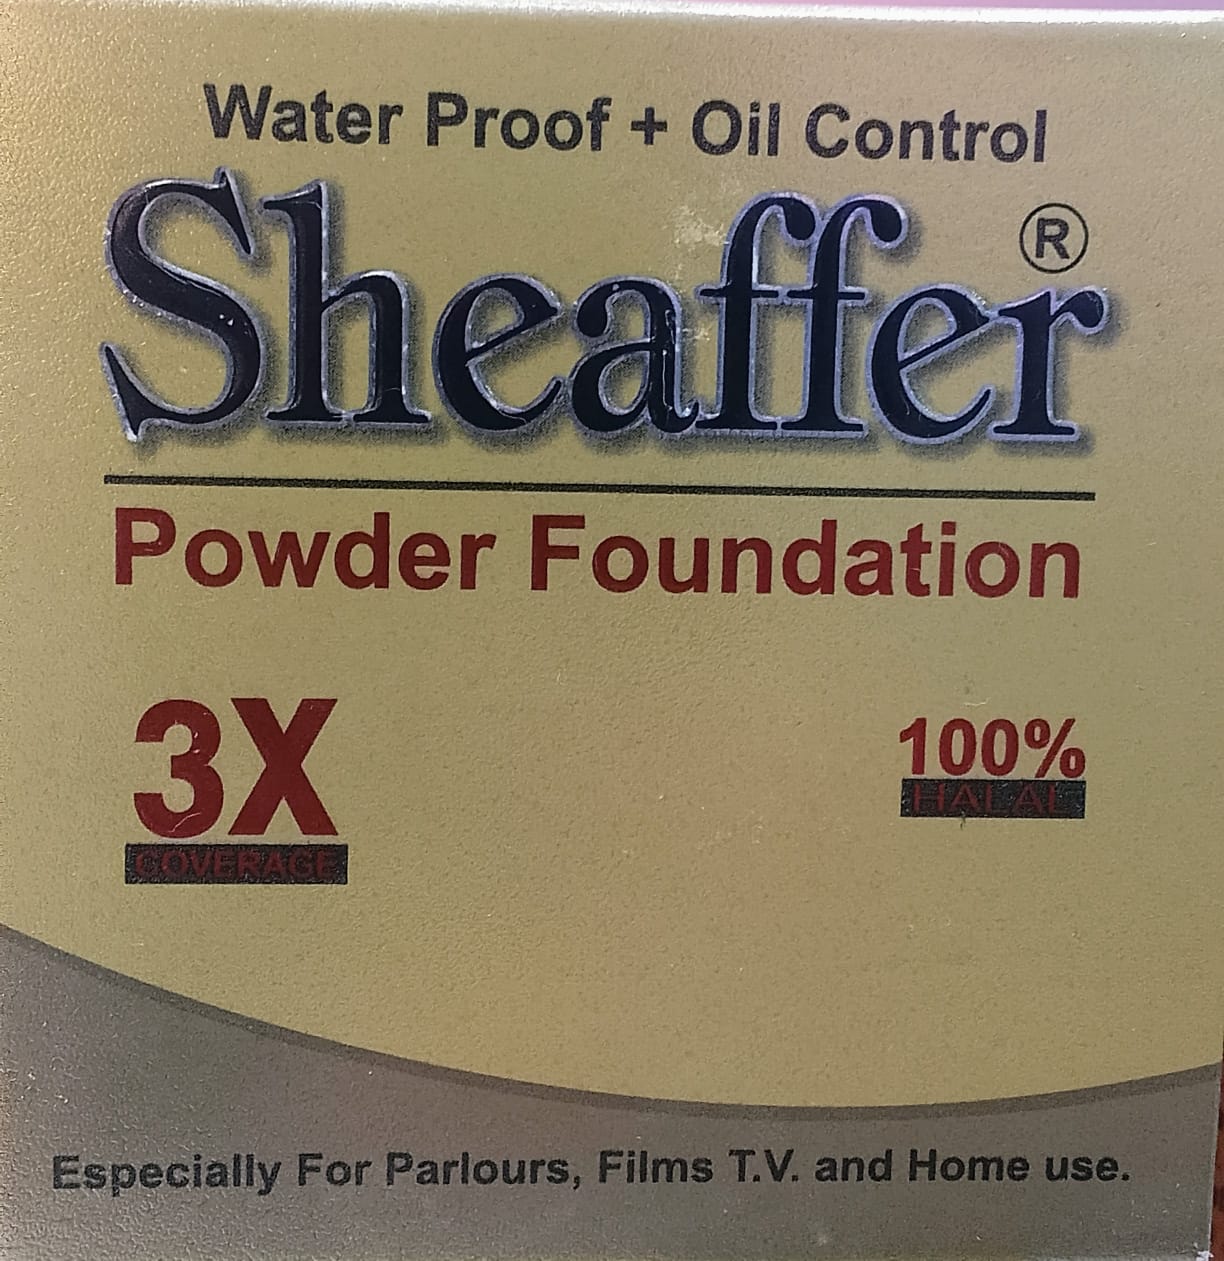 Water Proof + Oil Control
Sheaffer ®
Powder Foundation
3X
COVERAGE
100%
HALAL
Especially For Parlours, Films T.V. and Home use.